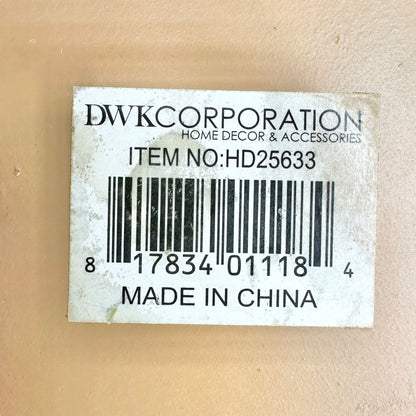 DWKCORPORATION
HOME DECOR & ACCESSORIES
ITEM NO:HD25633
8 17834 01118 4
MADE IN CHINA